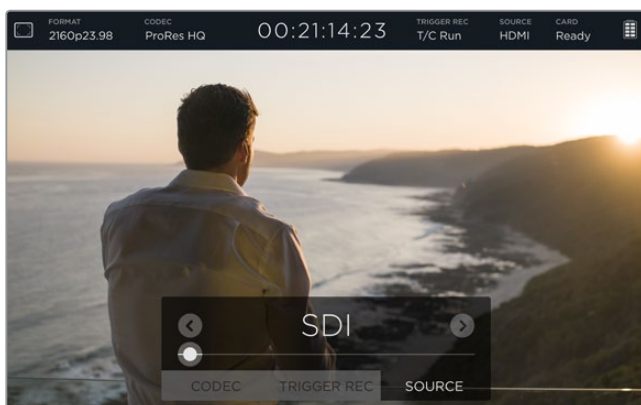 FORMAT
2160p23.98
CODEC
ProRes HQ
00:21:14:23
TRIGGER REC
T/C Run
SOURCE
HDMI
CARD
Ready
SDI
CODEC
TRIGGER REC
SOURCE